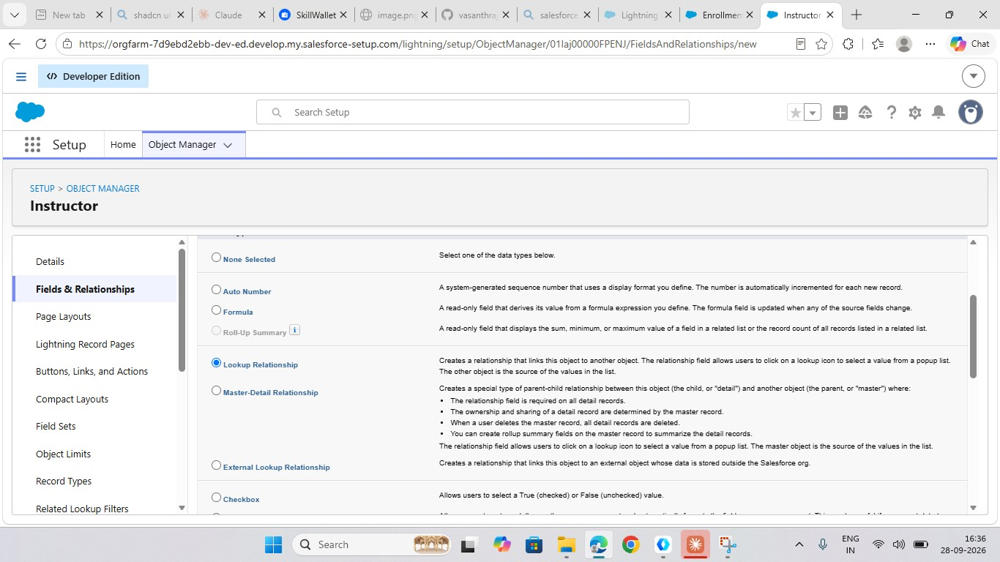 New tab
shadcn ui
Claude
SkillWallet
image.png
vasanthraj
salesforce
Lightning
Enrollmen
Instructor
https://orgfarm-7d9ebd2ebb-dev-ed.develop.my.salesforce-setup.com/lightning/setup/ObjectManager/01Iaj00000FPENJ/FieldsAndRelationships/new
Chat
</> Developer Edition
Search Setup
Setup
Home
Object Manager
SETUP > OBJECT MANAGER
Instructor
Details
Fields & Relationships
Page Layouts
Lightning Record Pages
Buttons, Links, and Actions
Compact Layouts
Field Sets
Object Limits
Record Types
Related Lookup Filters
None Selected
Select one of the data types below.
Auto Number
A system-generated sequence number that uses a display format you define. The number is automatically incremented for each new record.
Formula
A read-only field that derives its value from a formula expression you define. The formula field is updated when any of the source fields change.
Roll-Up Summary i
A read-only field that displays the sum, minimum, or maximum value of a field in a related list or the record count of all records listed in a related list.
Lookup Relationship
Creates a relationship that links this object to another object. The relationship field allows users to click on a lookup icon to select a value from a popup list.
The other object is the source of the values in the list.
Master-Detail Relationship
Creates a special type of parent-child relationship between this object (the child, or "detail") and another object (the parent, or "master") where:
• The relationship field is required on all detail records.
• The ownership and sharing of a detail record are determined by the master record.
• When a user deletes the master record, all detail records are deleted.
• You can create rollup summary fields on the master record to summarize the detail records.
The relationship field allows users to click on a lookup icon to select a value from a popup list. The master object is the source of the values in the list.
External Lookup Relationship
Creates a relationship that links this object to an external object whose data is stored outside the Salesforce org.
Checkbox
Allows users to select a True (checked) or False (unchecked) value.
Search
ENG
IN
16:36
28-09-2026